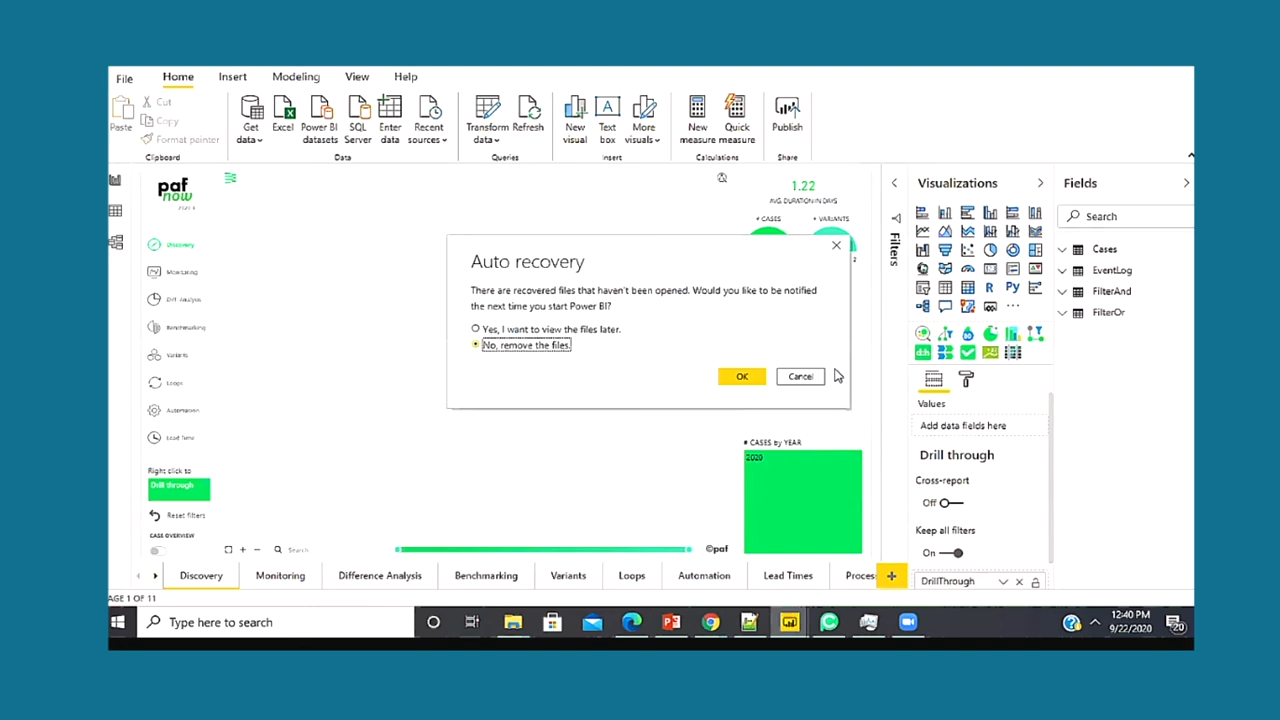 File Home Insert Modeling View Help
Paste
Cut
Copy
Format painter
Clipboard
Get data
Excel
Power BI datasets
SQL Server
Enter data
Recent sources
Data
Transform data
Refresh
Queries
New visual
Text box
More visuals
Insert
New measure
Quick measure
Calculations
Publish
Share
paf
now
Discovery
Monitoring
Diff. Analysis
Benchmarking
Variants
Loops
Automation
Lead Time
Right click to
Drill through
Reset filters
CASE OVERVIEW
Search
1.22
AVG. DURATION IN DAYS
# CASES
# VARIANTS
2
Auto recovery
There are recovered files that haven't been opened. Would you like to be notified
the next time you start Power BI?
Yes, I want to view the files later.
No, remove the files.
OK
Cancel
# CASES by YEAR
2020
©paf
Filters
Visualizations
R
Py
Values
Add data fields here
Drill through
Cross-report
Off
Keep all filters
On
DrillThrough
Fields
Search
Cases
EventLog
FilterAnd
FilterOr
Discovery Monitoring Difference Analysis Benchmarking Variants Loops Automation Lead Times Proces
PAGE 1 OF 11
Type here to search
12:40 PM
9/22/2020
20